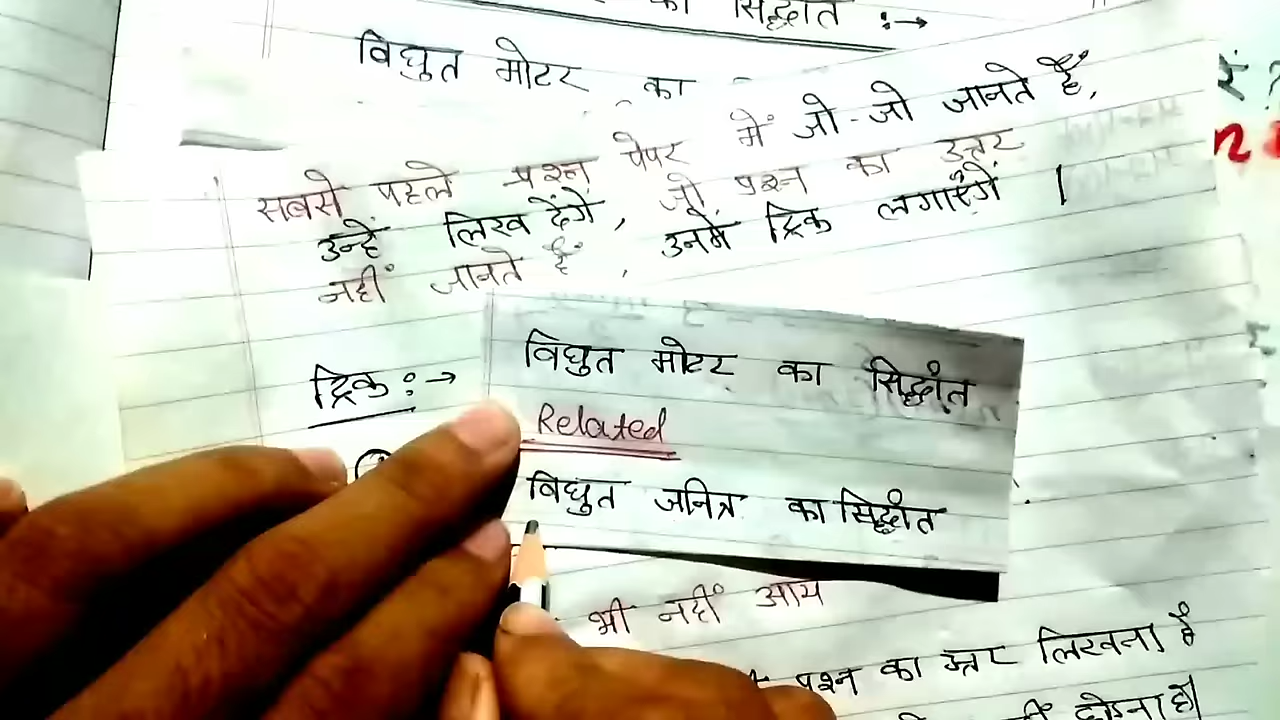 का सिद्धांत :→
विद्युत मोटर का
सबसे पहले प्रश्न पेपर में जो-जो जानते हैं,
उन्हें लिख देंगे, जो प्रश्न का उत्तर
नहीं जानते हैं, उनमें ट्रिक लगाएंगें ।
ट्रिक :→
विद्युत मोटर का सिद्धांत
Related
विद्युत जनित्र का सिद्धांत
भी नहीं आय
प्रश्न का उत्तर लिखना है